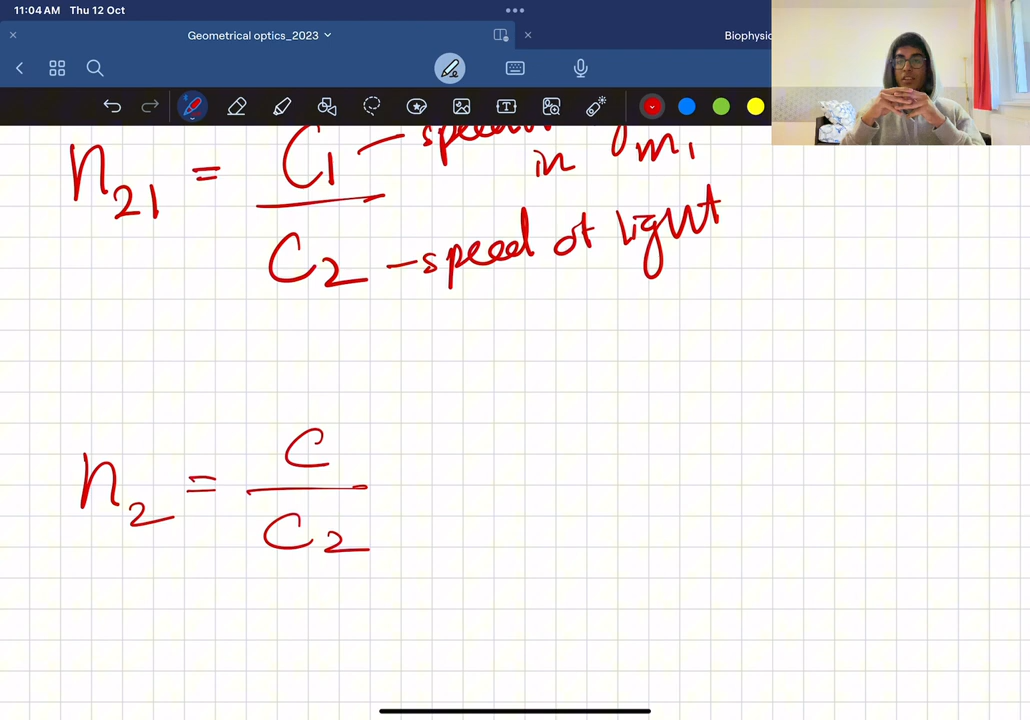 11:04 AM Thu 12 Oct
Geometrical optics_2023
Biophysic
n21 = C1 in m1
C2 - speed of light
n2 = C
C2